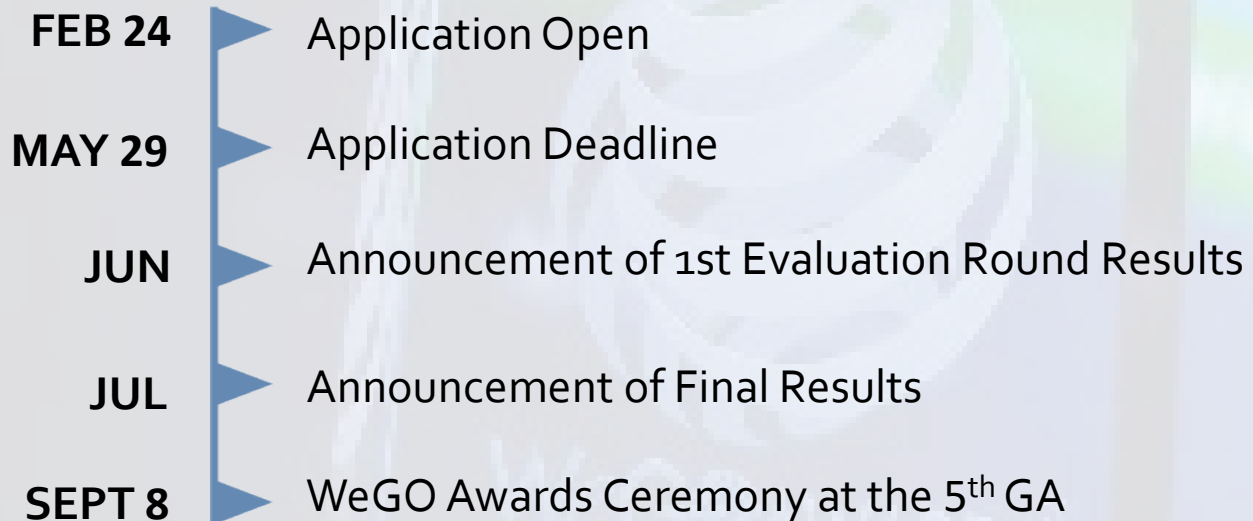 FEB 24 Application Open
MAY 29 Application Deadline
JUN Announcement of 1st Evaluation Round Results
JUL Announcement of Final Results
SEPT 8 WeGO Awards Ceremony at the 5th GA